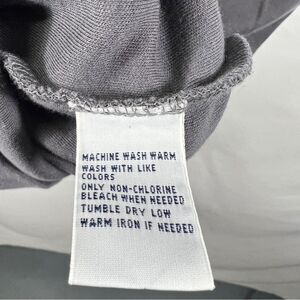 MACHINE WASH WARM
WASH WITH LIKE
COLORS
ONLY NON-CHLORINE
BLEACH WHEN NEEDED
TUMBLE DRY LOW
WARM IRON IF NEEDED